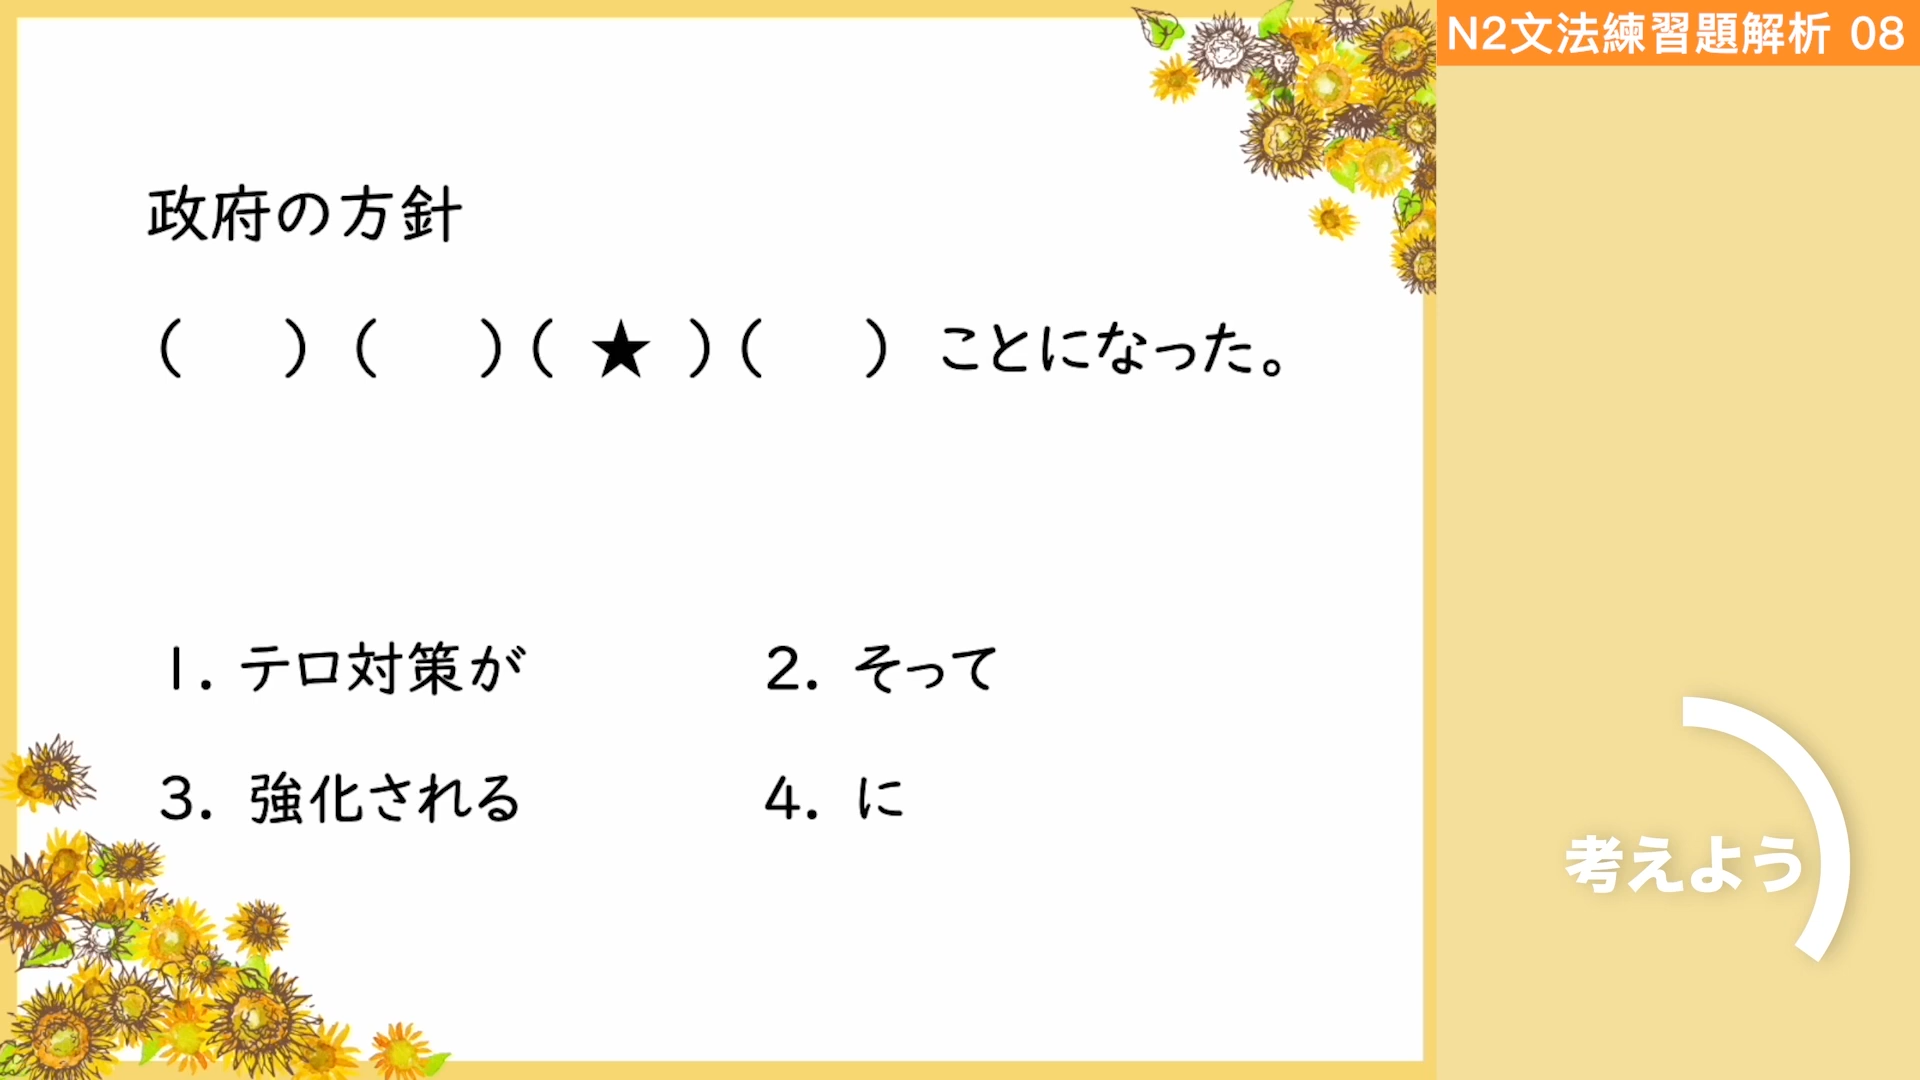 N2文法練習題解析 08
政府の方針
(　　)(　　)( ★ )(　　) ことになった。
1. テロ対策が
2. そって
3. 強化される
4. に
考えよう